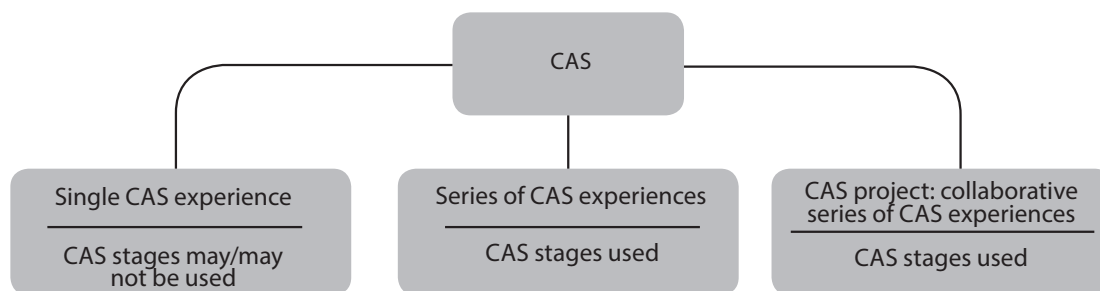 CAS
Single CAS experience
CAS stages may/may
not be used
Series of CAS experiences
CAS stages used
CAS project: collaborative
series of CAS experiences
CAS stages used